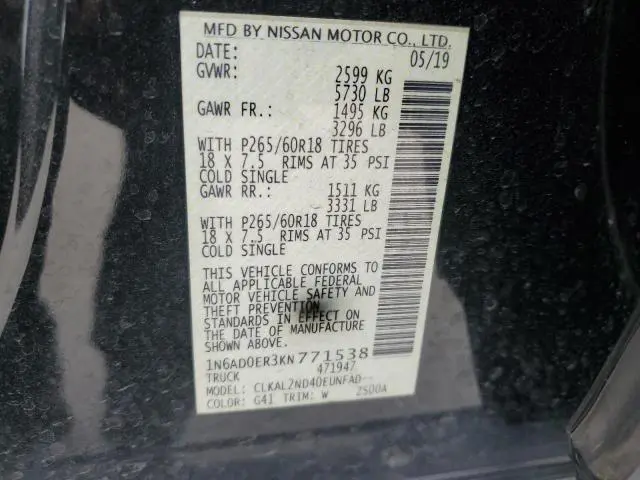 MFD BY NISSAN MOTOR CO., LTD.
DATE: 05/19
GVWR: 2599 KG
5730 LB
GAWR FR.: 1495 KG
3296 LB
WITH P265/60R18 TIRES
18 X 7.5 RIMS AT 35 PSI
COLD SINGLE
GAWR RR.: 1511 KG
3331 LB
WITH P265/60R18 TIRES
18 X 7.5 RIMS AT 35 PSI
COLD SINGLE
THIS VEHICLE CONFORMS TO
ALL APPLICABLE FEDERAL
MOTOR VEHICLE SAFETY AND
THEFT PREVENTION
STANDARDS IN EFFECT ON
THE DATE OF MANUFACTURE
SHOWN ABOVE.
1N6AD0ER3KN771538
TRUCK 471947
MODEL: CLKAL2ND40EUNFAD--
COLOR: G41 TRIM: W 2500A